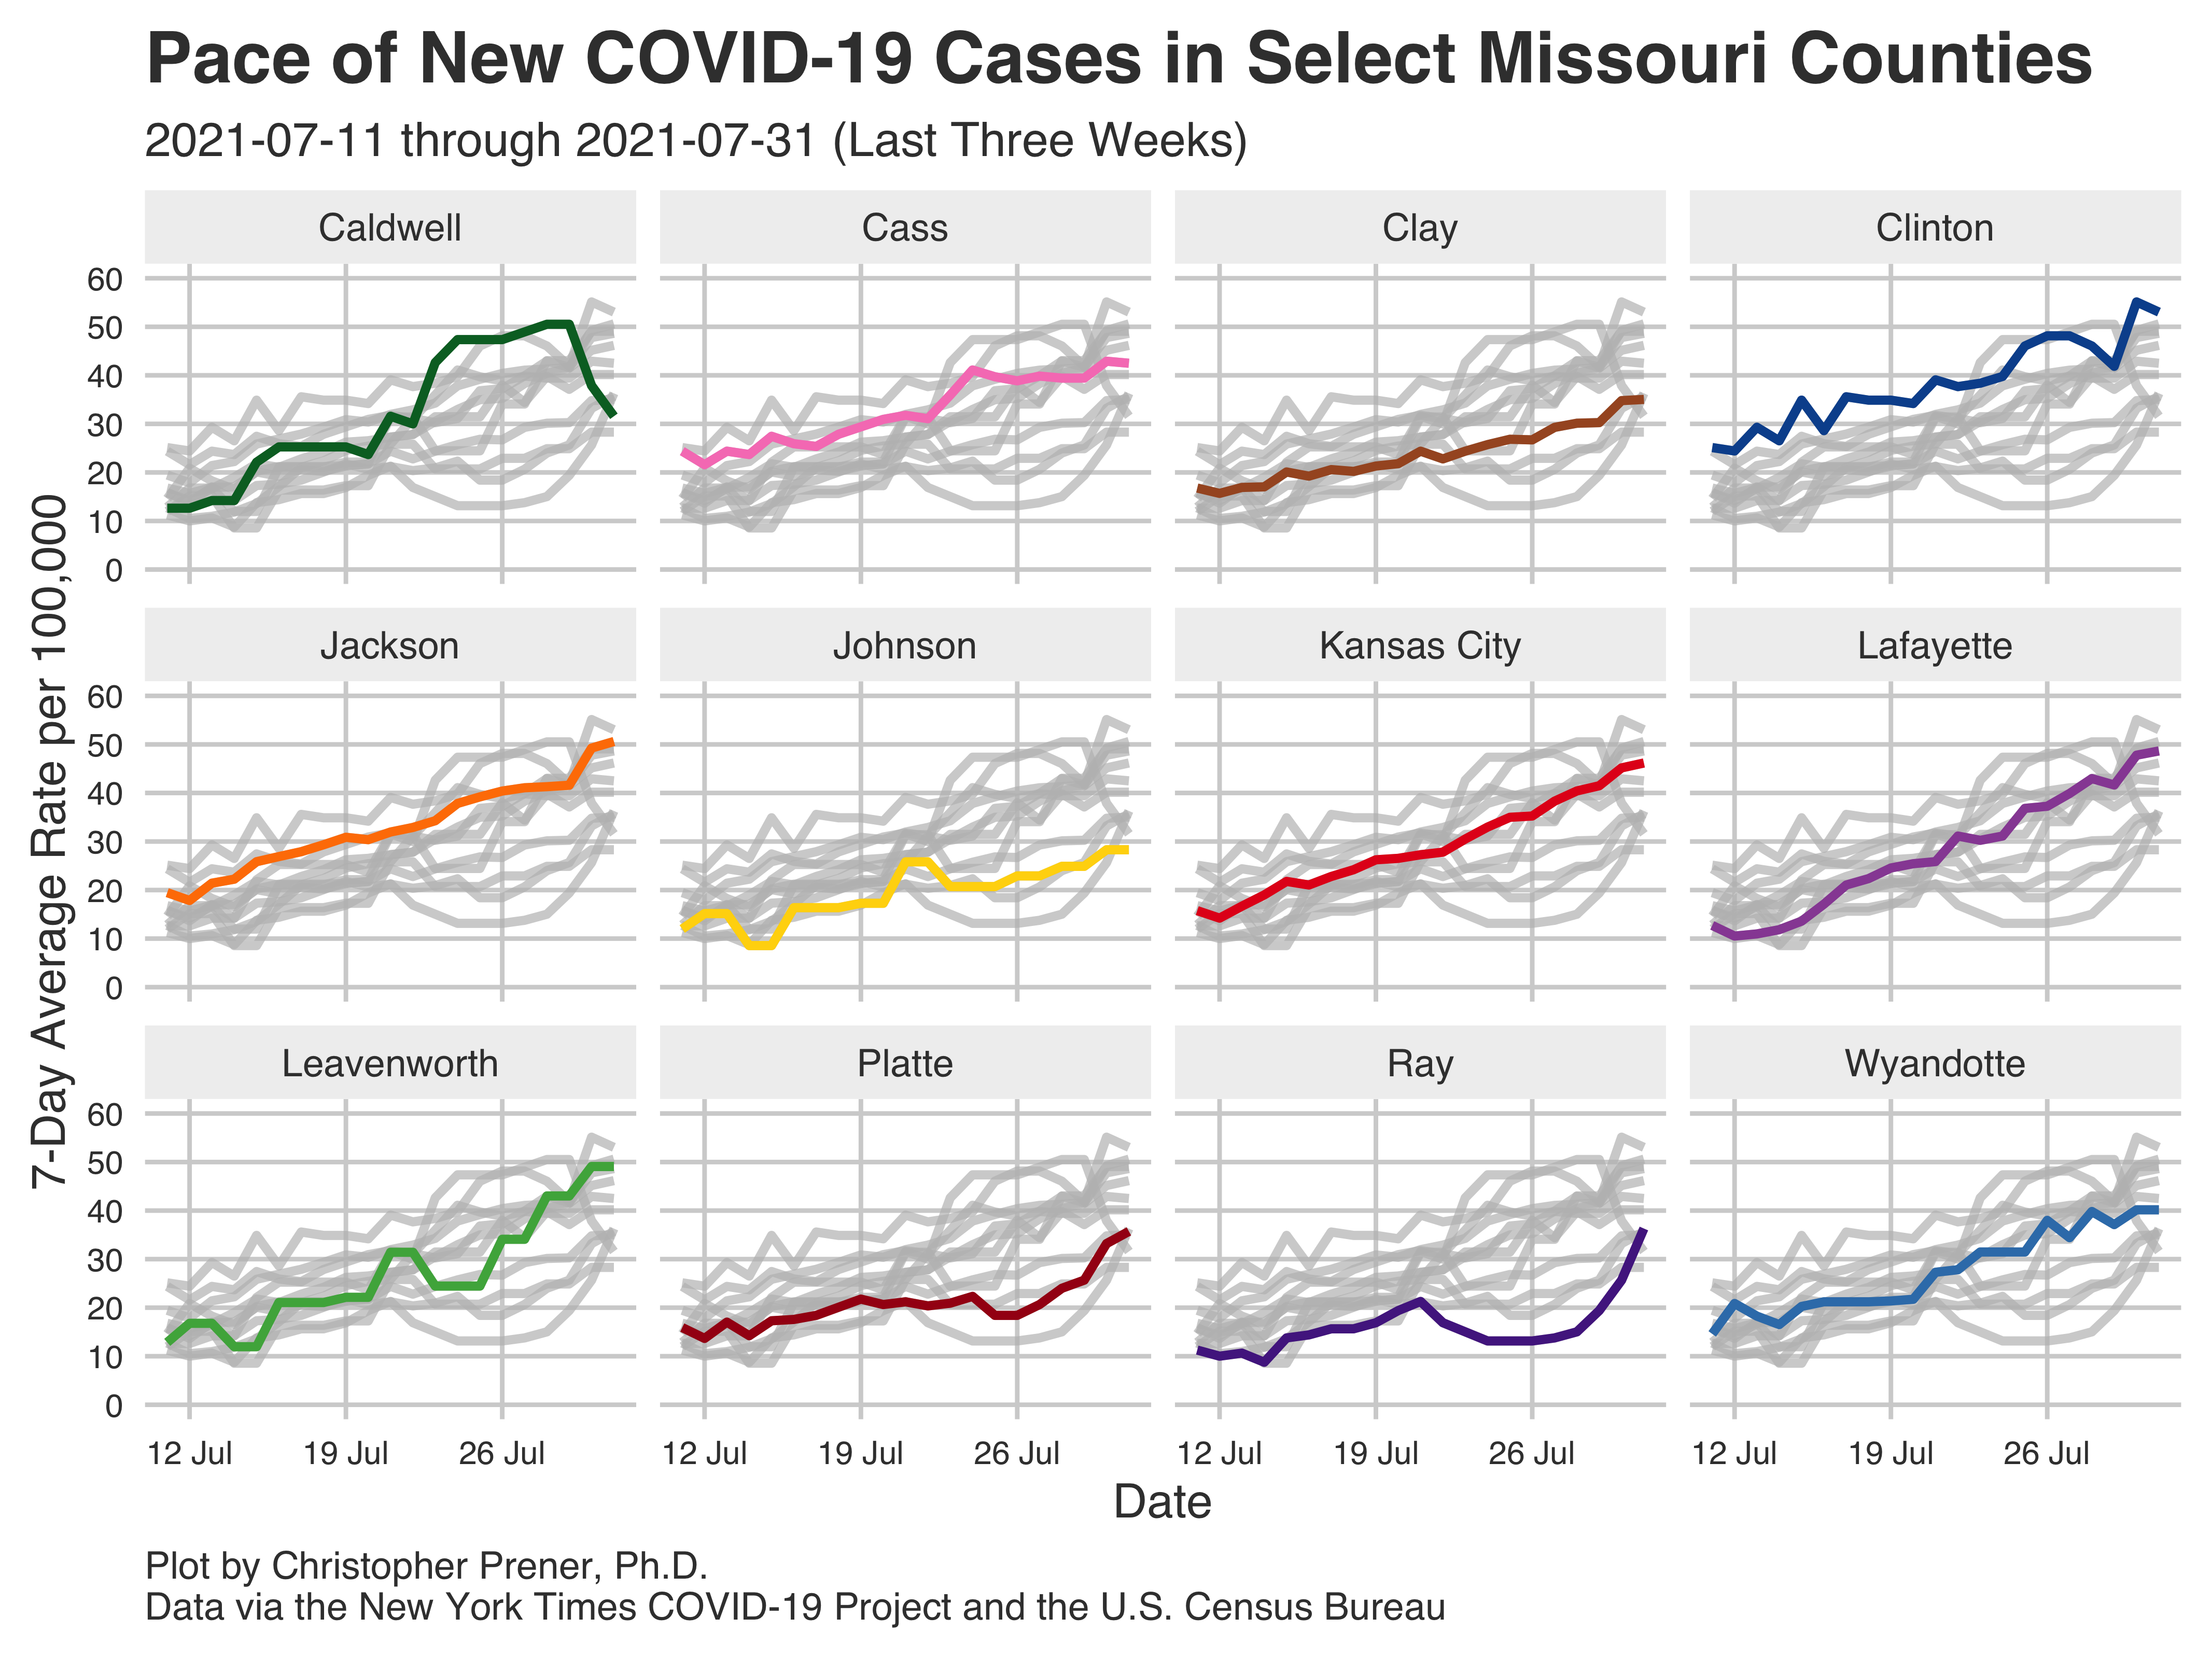 Pace of New COVID-19 Cases in Select Missouri Counties
2021-07-11 through 2021-07-31 (Last Three Weeks)
Caldwell
Cass
Clay
Clinton
60
50
40
30
20
10
0
Jackson
Johnson
Kansas City
Lafayette
60
50
40
30
20
10
0
Leavenworth
Platte
Ray
Wyandotte
60
50
40
30
20
10
0
7-Day Average Rate per 100,000
12 Jul 19 Jul 26 Jul
12 Jul 19 Jul 26 Jul
12 Jul 19 Jul 26 Jul
12 Jul 19 Jul 26 Jul
Date
Plot by Christopher Prener, Ph.D.
Data via the New York Times COVID-19 Project and the U.S. Census Bureau